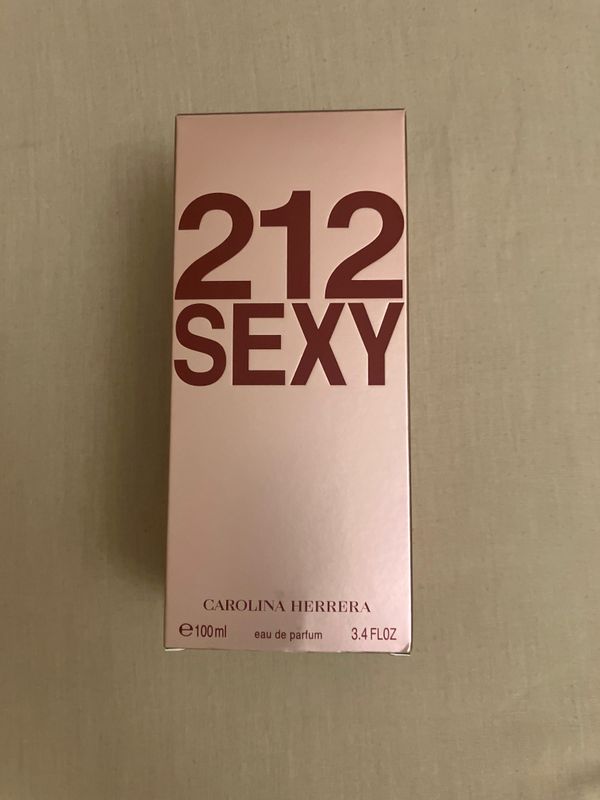 212
SEXY
CAROLINA HERRERA
℮100ml eau de parfum 3.4 FLOZ